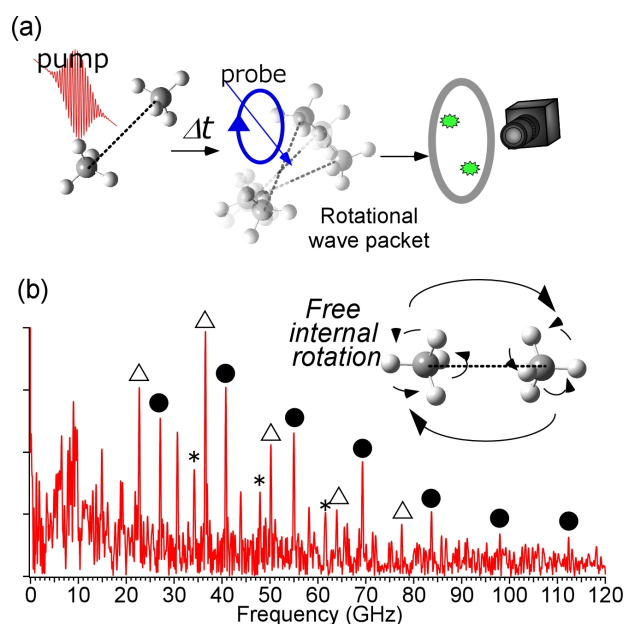 (a)
pump
probe
Δt
Rotational
wave packet
(b)
Free
internal
rotation
* * *
0 10 20 30 40 50 60 70 80 90 100 110 120
Frequency (GHz)